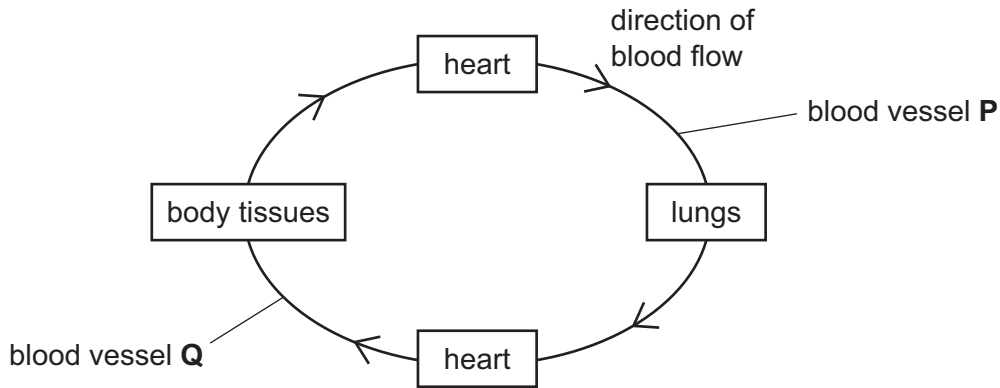 direction of
blood flow
heart
blood vessel P
body tissues
lungs
blood vessel Q
heart